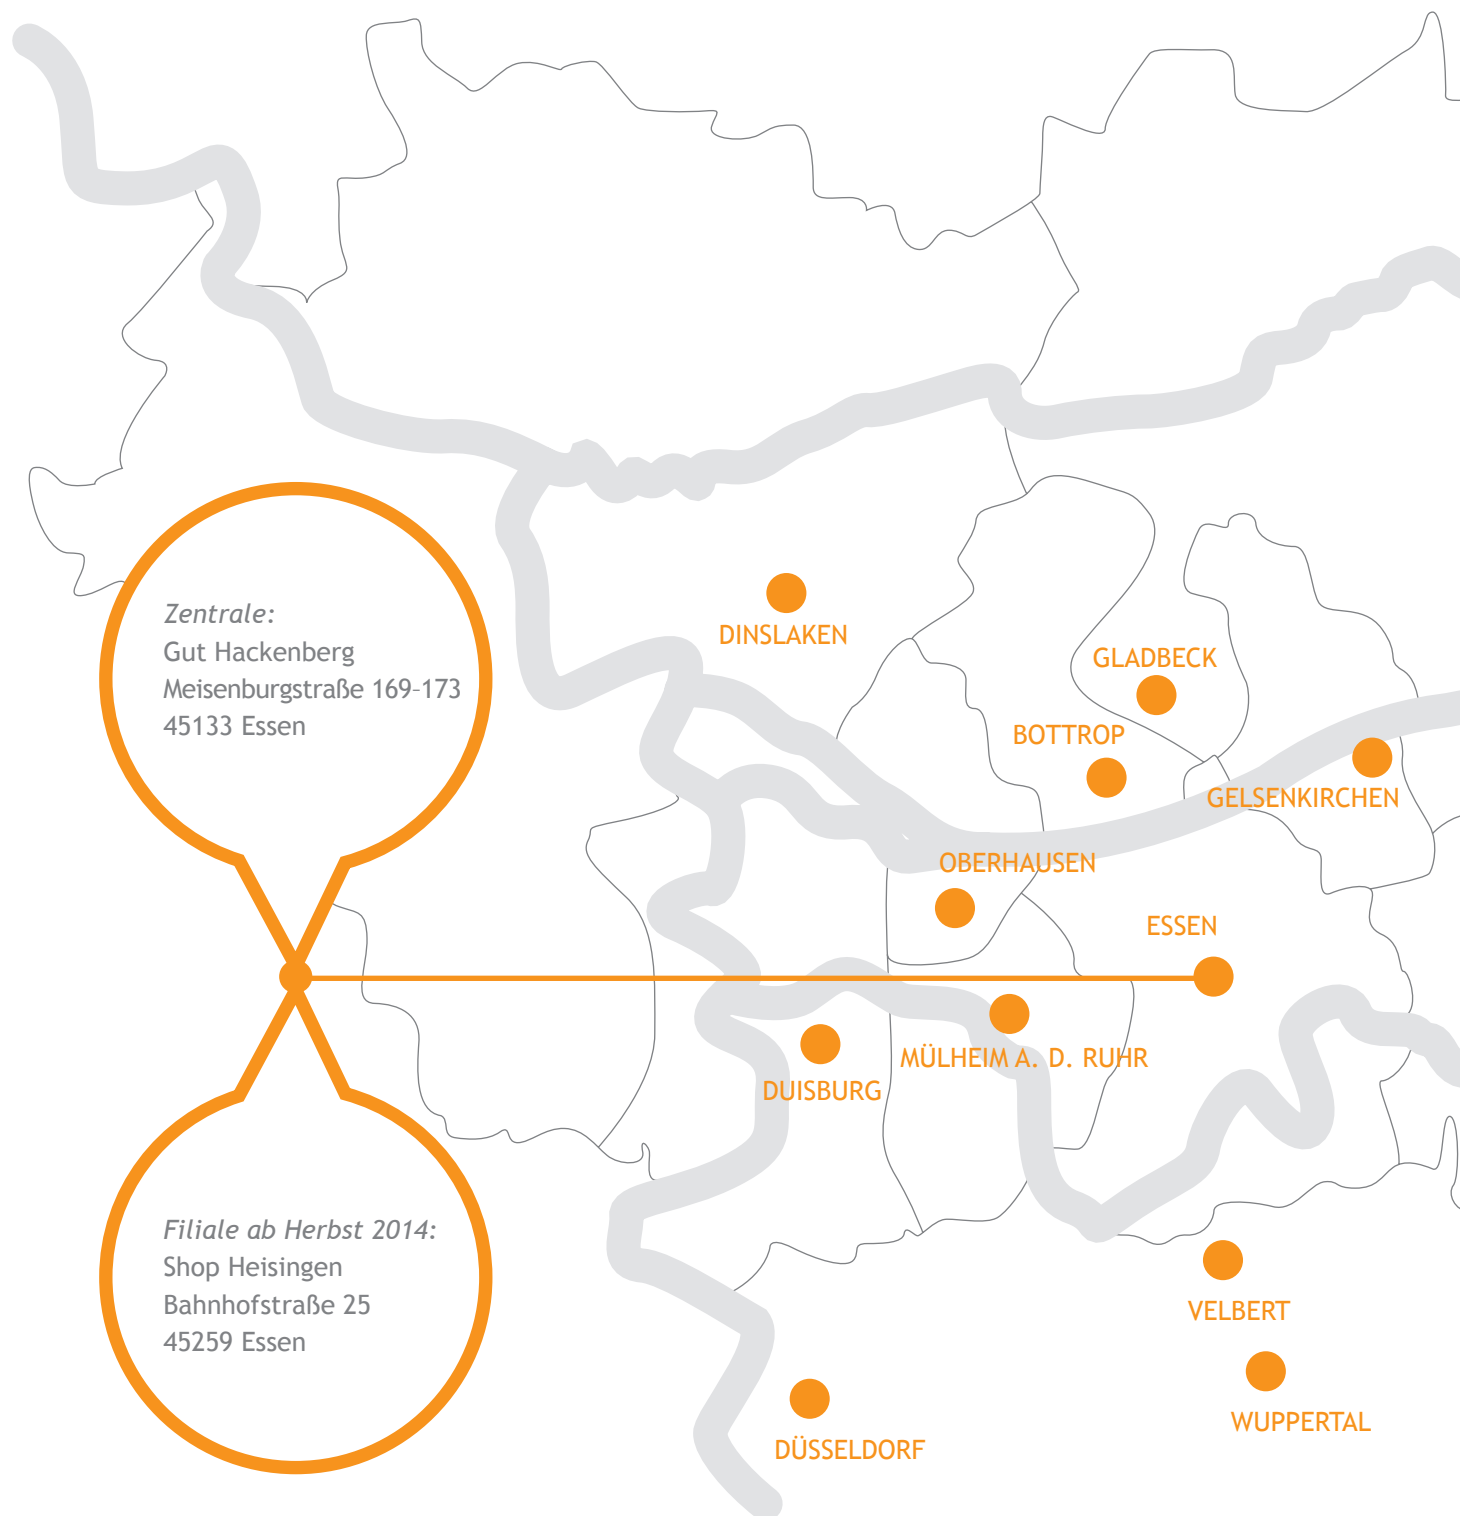 Zentrale:
Gut Hackenberg
Meisenburgstraße 169–173
45133 Essen
Filiale ab Herbst 2014:
Shop Heisingen
Bahnhofstraße 25
45259 Essen
DINSLAKEN
GLADBECK
BOTTROP
GELSENKIRCHEN
OBERHAUSEN
ESSEN
MÜLHEIM A. D. RUHR
DUISBURG
VELBERT
WUPPERTAL
DÜSSELDORF